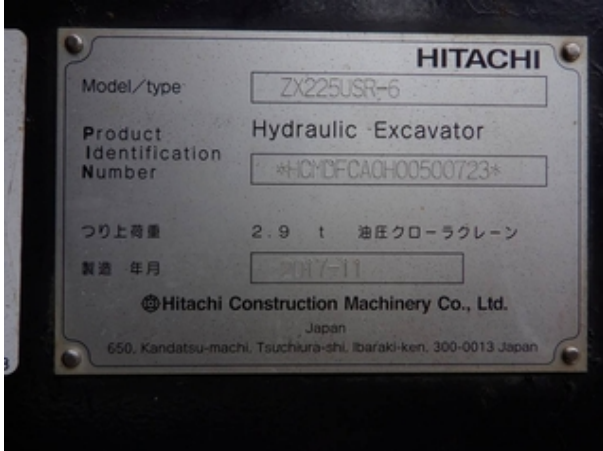 HITACHI
Model/type ZX225USR-6
Product Identification Number
Hydraulic Excavator
*HCMDFCA0H00500723*
つり上荷重 2.9 t 油圧クローラクレーン
製造 年月 2017-11
Hitachi Construction Machinery Co., Ltd.
Japan
650, Kandatsu-machi, Tsuchiura-shi, Ibaraki-ken, 300-0013 Japan